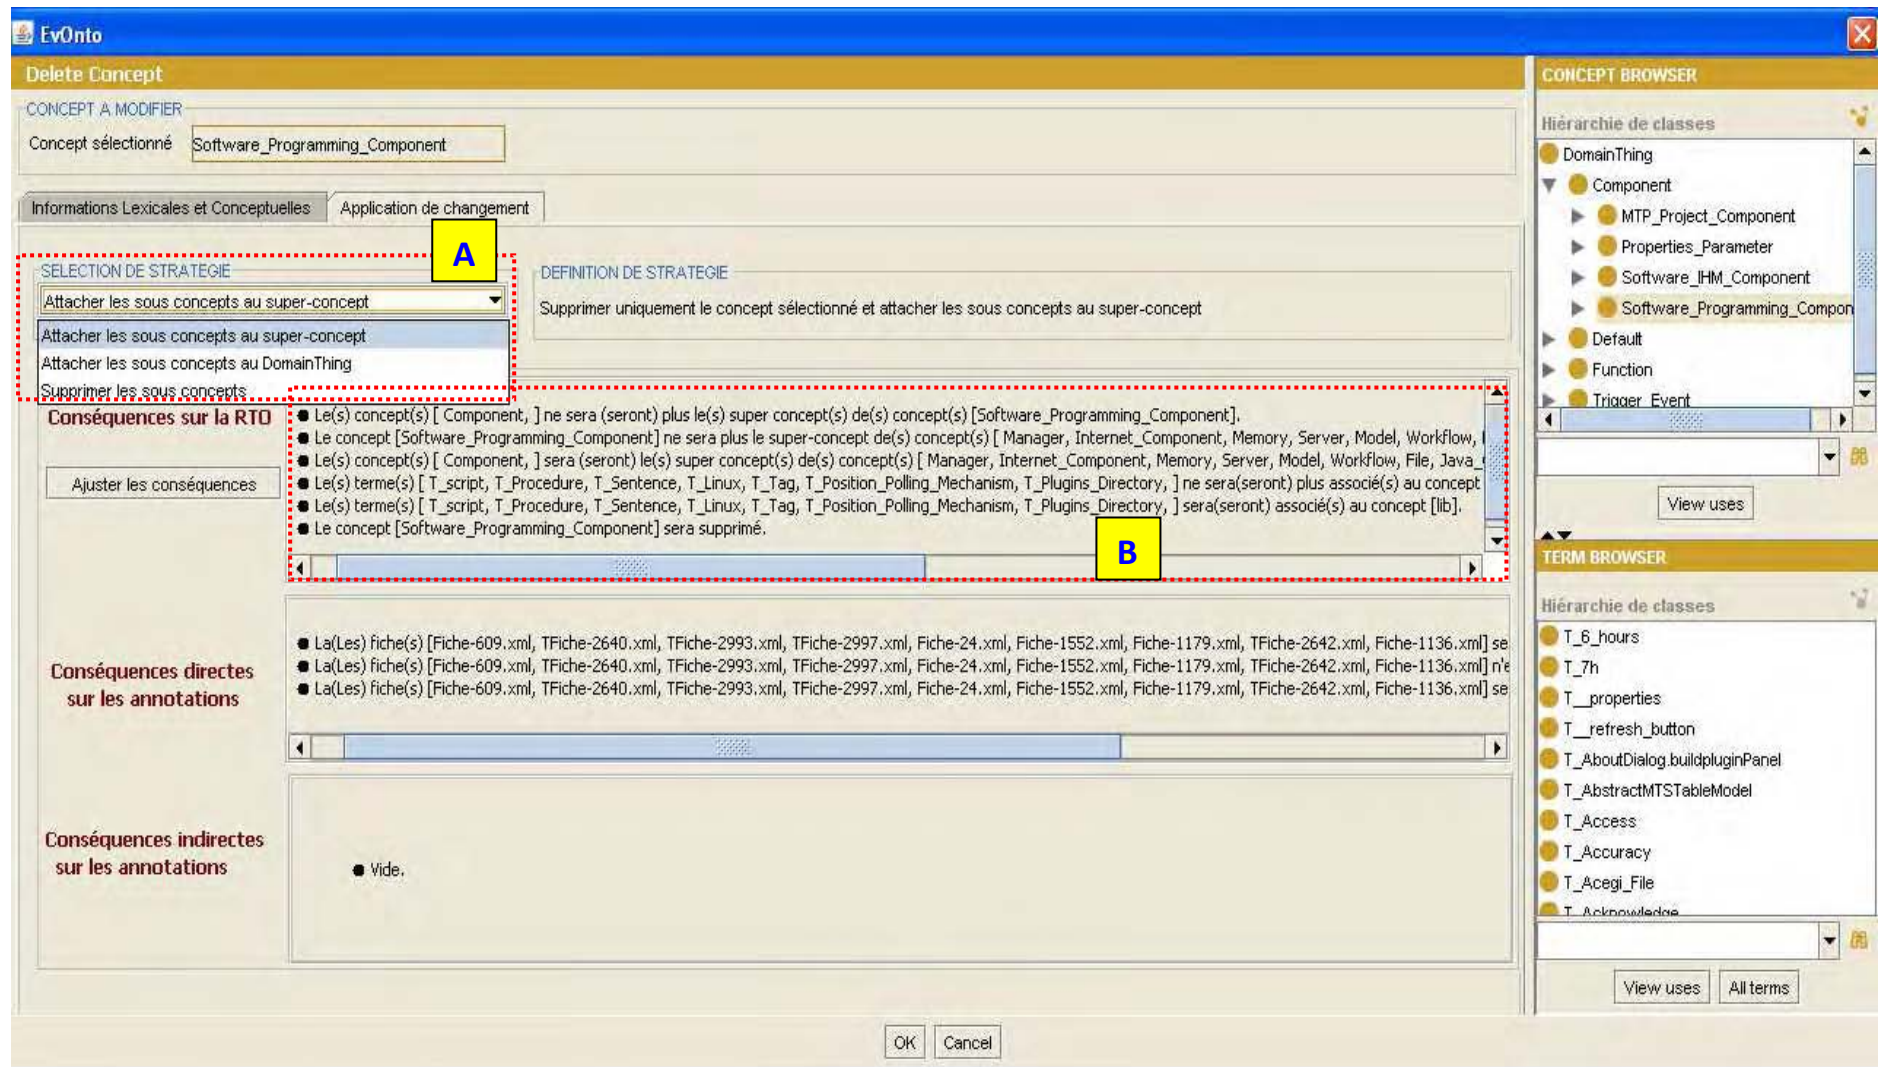 EvOnto
Delete Concept
CONCEPT A MODIFIER
Concept sélectionné Software_Programming_Component
Informations Lexicales et Conceptuelles Application de changement
A
SELECTION DE STRATEGIE
Attacher les sous concepts au super-concept
Attacher les sous concepts au super-concept
Attacher les sous concepts au DomainThing
Supprimer les sous concepts
DEFINITION DE STRATEGIE
Supprimer uniquement le concept sélectionné et attacher les sous concepts au super-concept
Conséquences sur la RTO
Ajuster les conséquences
Le(s) concept(s) [ Component, ] ne sera (seront) plus le(s) super concept(s) de(s) concept(s) [Software_Programming_Component].
Le concept [Software_Programming_Component] ne sera plus le super-concept de(s) concept(s) [ Manager, Internet_Component, Memory, Server, Model, Workflow,
Le(s) concept(s) [ Component, ] sera (seront) le(s) super concept(s) de(s) concept(s) [ Manager, Internet_Component, Memory, Server, Model, Workflow, File, Java_
Le(s) terme(s) [ T_script, T_Procedure, T_Sentence, T_Linux, T_Tag, T_Position_Polling_Mechanism, T_Plugins_Directory, ] ne sera(seront) plus associé(s) au concept
Le(s) terme(s) [ T_script, T_Procedure, T_Sentence, T_Linux, T_Tag, T_Position_Polling_Mechanism, T_Plugins_Directory, ] sera(seront) associé(s) au concept [lib].
Le concept [Software_Programming_Component] sera supprimé.
B
Conséquences directes
sur les annotations
La(Les) fiche(s) [Fiche-609.xml, TFiche-2640.xml, TFiche-2993.xml, TFiche-2997.xml, Fiche-24.xml, Fiche-1552.xml, Fiche-1179.xml, TFiche-2642.xml, Fiche-1136.xml] se
La(Les) fiche(s) [Fiche-609.xml, TFiche-2640.xml, TFiche-2993.xml, TFiche-2997.xml, Fiche-24.xml, Fiche-1552.xml, Fiche-1179.xml, TFiche-2642.xml, Fiche-1136.xml] n'e
La(Les) fiche(s) [Fiche-609.xml, TFiche-2640.xml, TFiche-2993.xml, TFiche-2997.xml, Fiche-24.xml, Fiche-1552.xml, Fiche-1179.xml, TFiche-2642.xml, Fiche-1136.xml] se
Conséquences indirectes
sur les annotations
Vide.
OK Cancel
CONCEPT BROWSER
Hiérarchie de classes
DomainThing
Component
MTP_Project_Component
Properties_Parameter
Software_IHM_Component
Software_Programming_Compon
Default
Function
Trigger_Event
View uses
TERM BROWSER
Hiérarchie de classes
T_6_hours
T_7h
T__properties
T__refresh_button
T_AboutDialog.buildpluginPanel
T_AbstractMTSTableModel
T_Access
T_Accuracy
T_Acegi_File
T_Acknowledge
View uses All terms